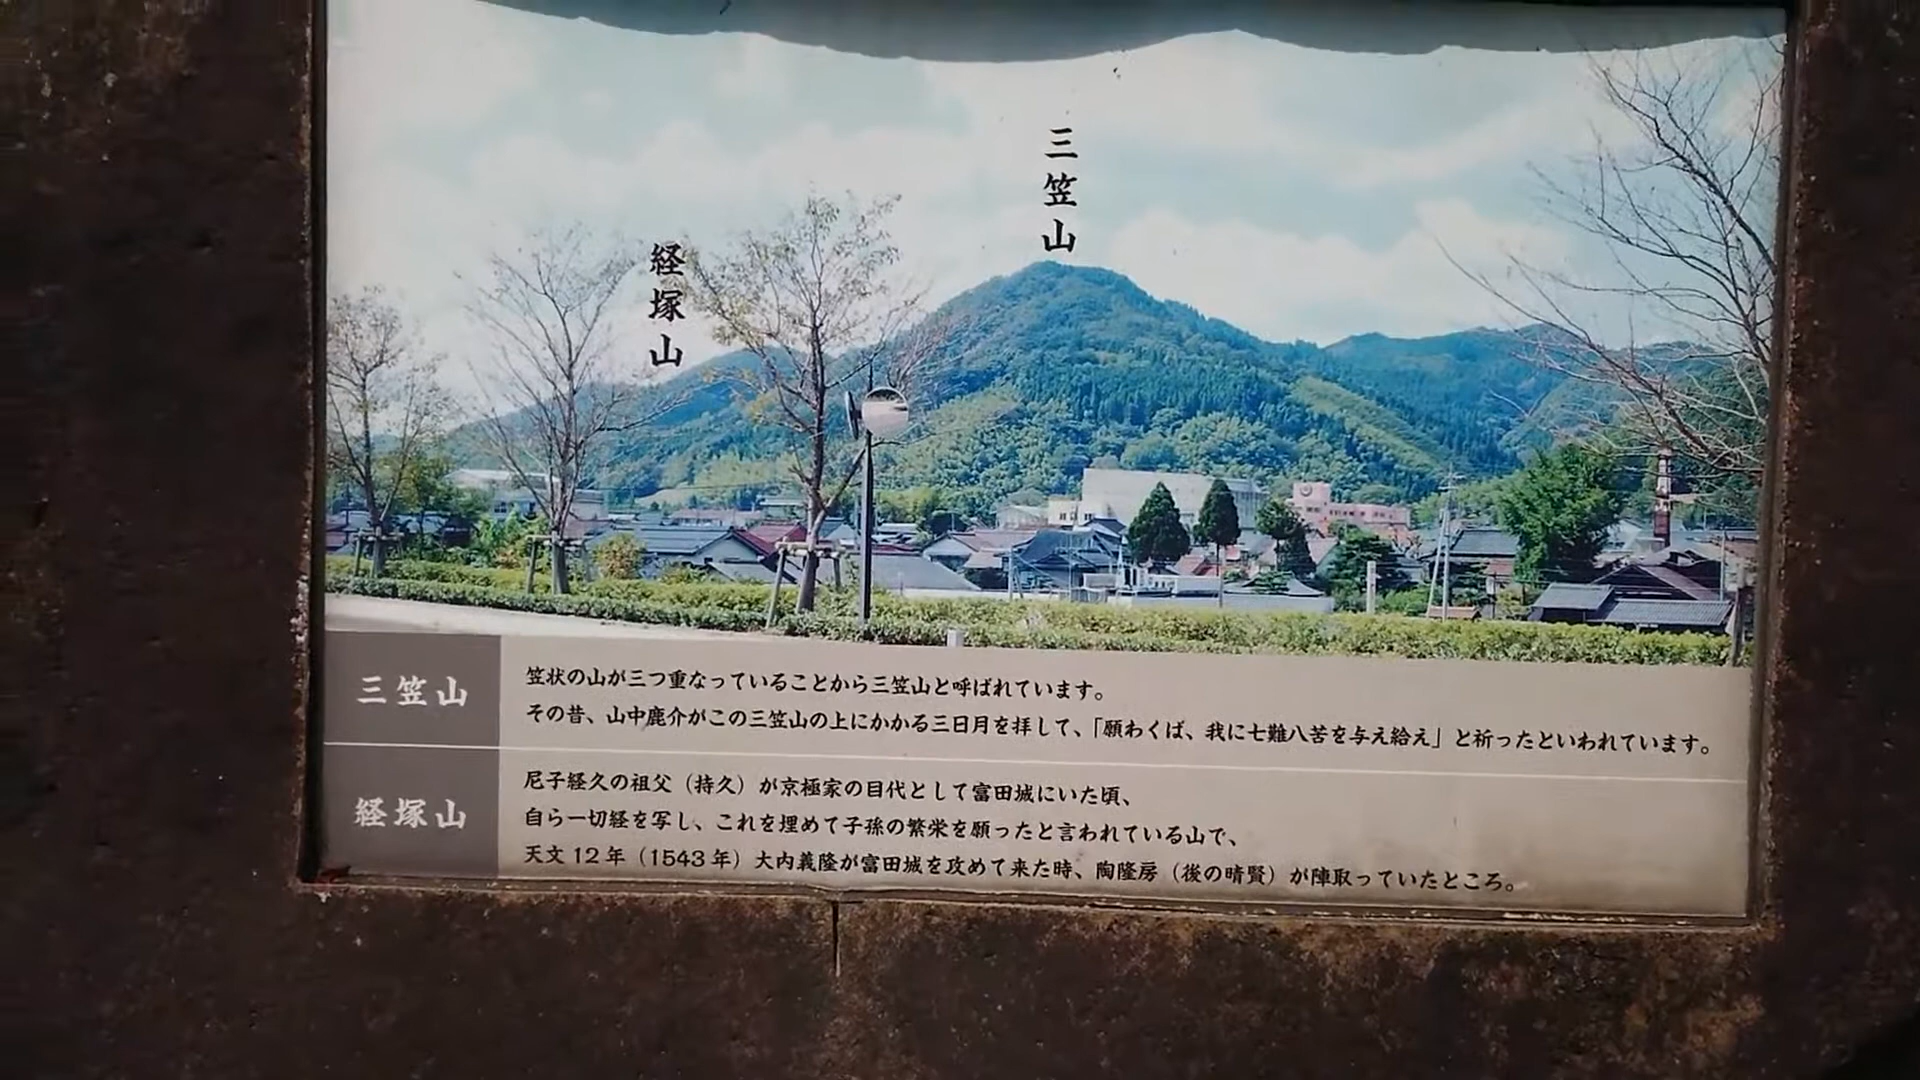 三笠山
経塚山
三笠山
笠状の山が三つ重なっていることから三笠山と呼ばれています。
その昔、山中鹿介がこの三笠山の上にかかる三日月を拝して、「願わくば、我に七難八苦を与え給え」と祈ったといわれています。
経塚山
尼子経久の祖父（持久）が京極家の目代として富田城にいた頃、
自ら一切経を写し、これを埋めて子孫の繁栄を願ったと言われている山で、
天文12年（1543年）大内義隆が富田城を攻めて来た時、陶隆房（後の晴賢）が陣取っていたところ。